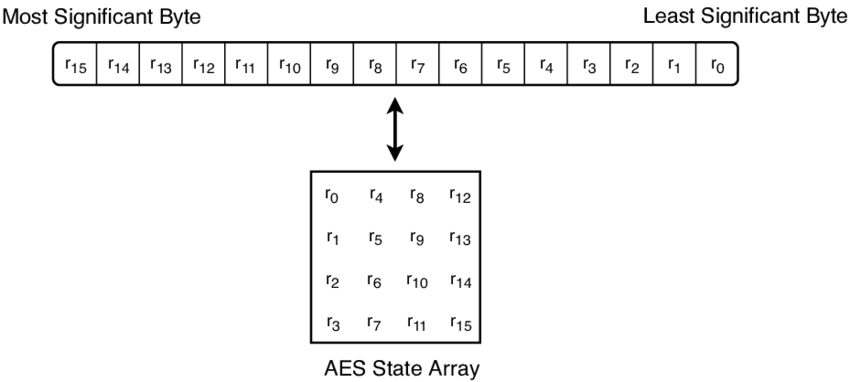 Most Significant Byte Least Significant Byte
r15 r14 r13 r12 r11 r10 r9 r8 r7 r6 r5 r4 r3 r2 r1 r0
r0 r4 r8 r12
r1 r5 r9 r13
r2 r6 r10 r14
r3 r7 r11 r15
AES State Array